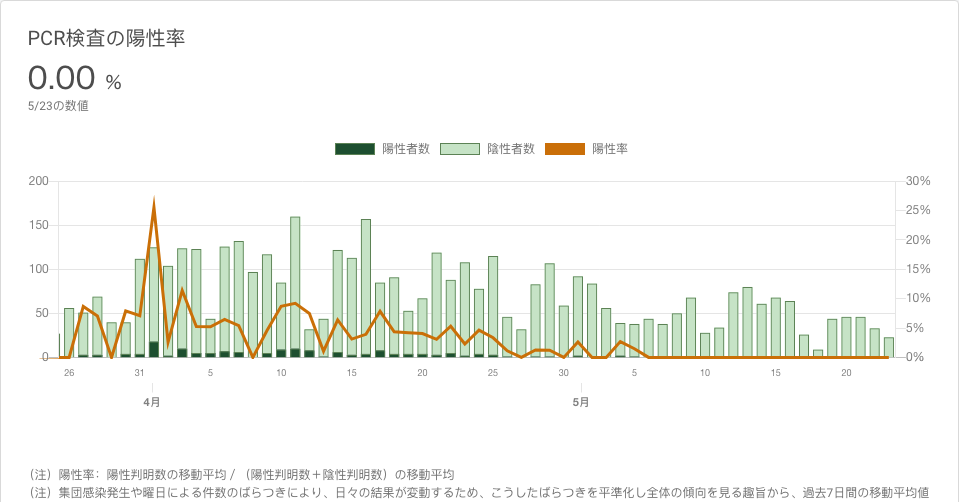 PCR検査の陽性率
0.00 %
5/23の数値
陽性者数 陰性者数 陽性率
200 30%
25%
150 20%
100 15%
10%
50 5%
0 0%
26 31 5 10 15 20 25 30 5 10 15 20
4月 5月
（注）陽性率：陽性判明数の移動平均 / （陽性判明数＋陰性判明数）の移動平均
（注）集団感染発生や曜日による件数のばらつきにより、日々の結果が変動するため、こうしたばらつきを平準化し全体の傾向を見る趣旨から、過去7日間の移動平均値